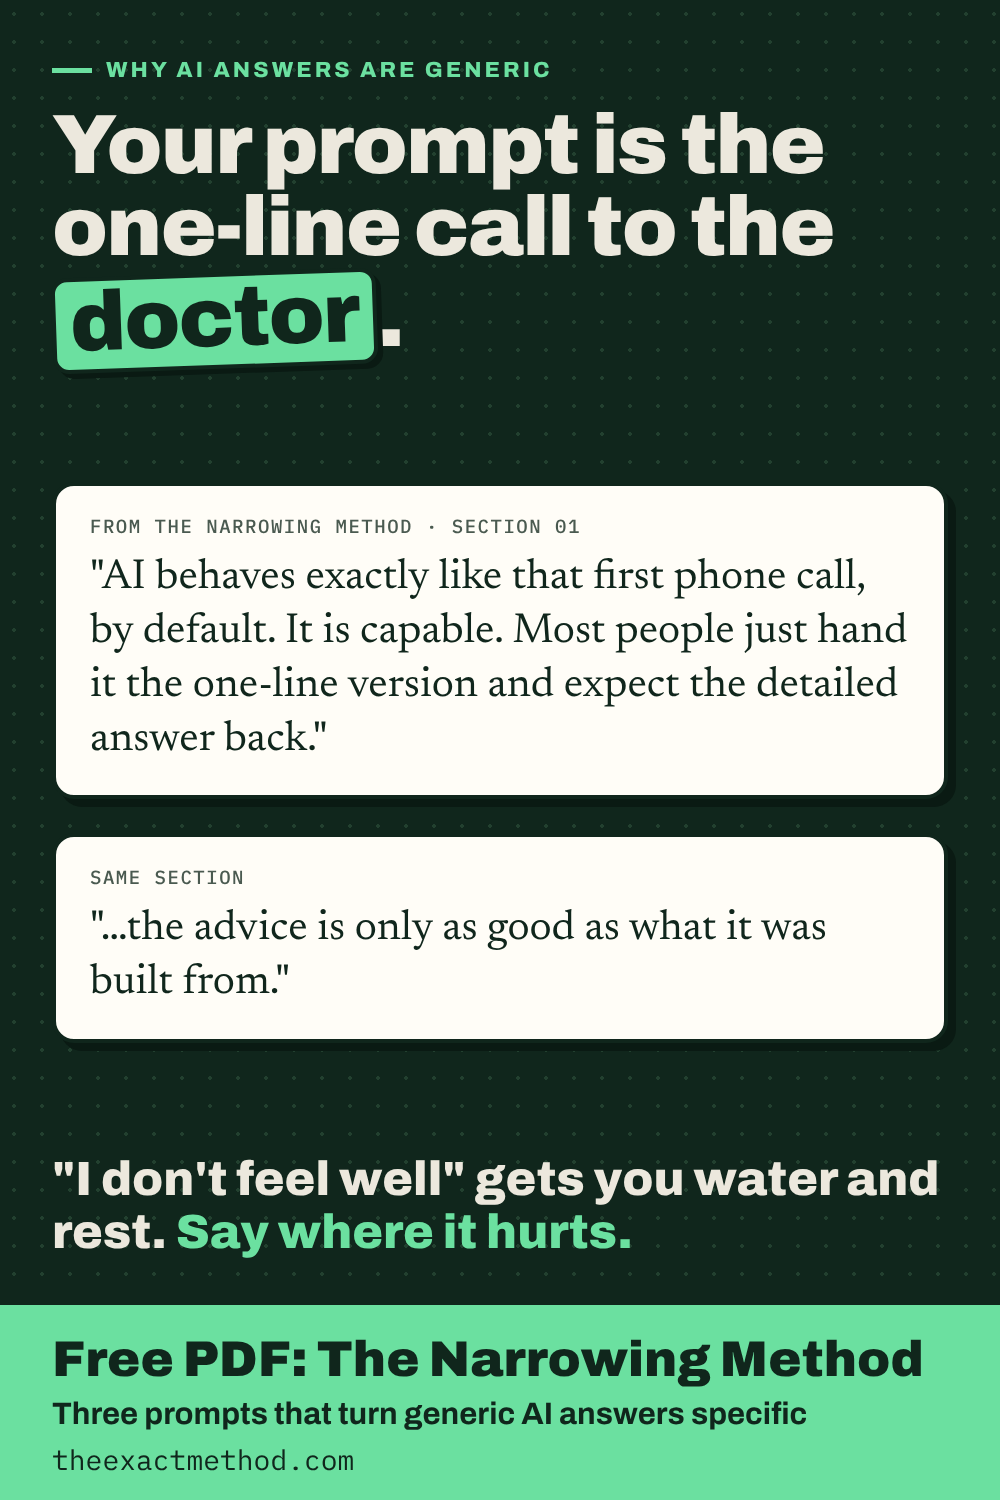 WHY AI ANSWERS ARE GENERIC
Your prompt is the
one-line call to the
doctor.
FROM THE NARROWING METHOD · SECTION 01
"AI behaves exactly like that first phone call,
by default. It is capable. Most people just hand
it the one-line version and expect the detailed
answer back."
SAME SECTION
"...the advice is only as good as what it was
built from."
"I don't feel well" gets you water and
rest. Say where it hurts.
Free PDF: The Narrowing Method
Three prompts that turn generic AI answers specific
theexactmethod.com